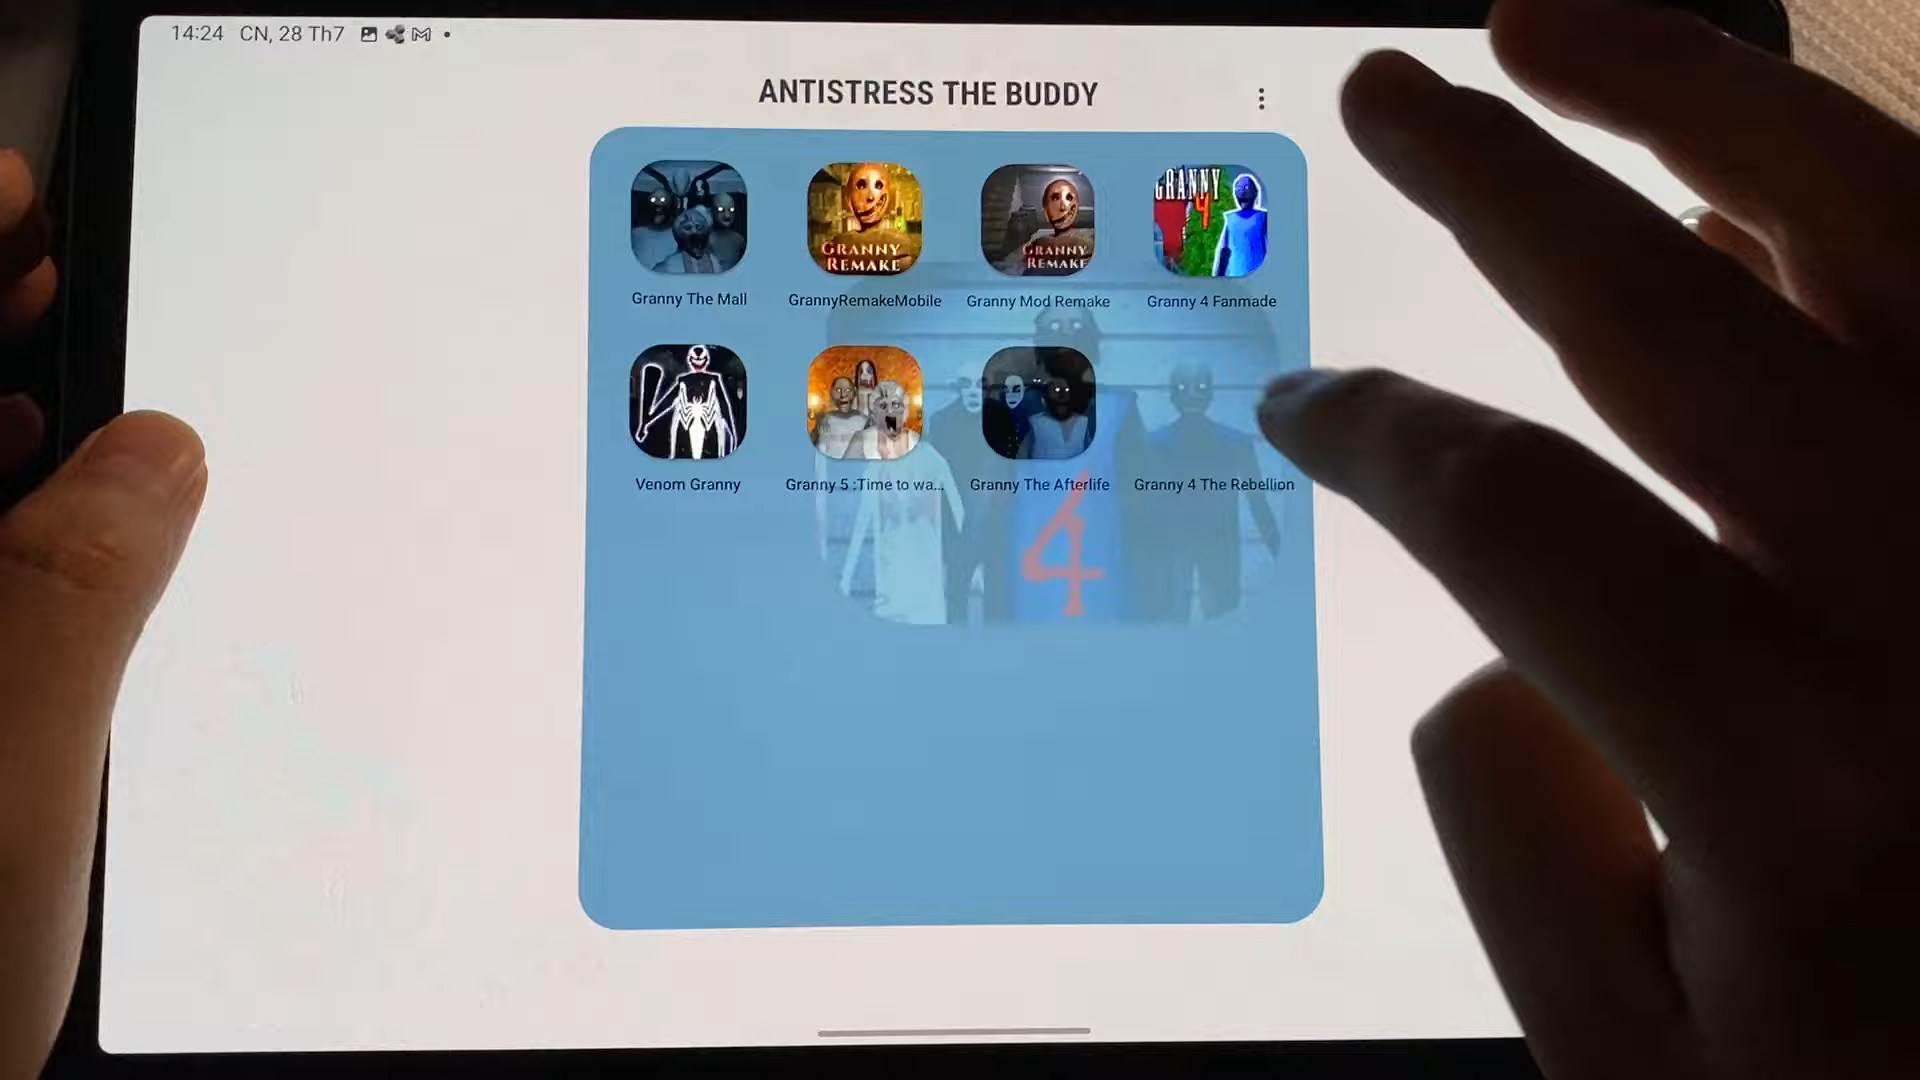 14:24 CN, 28 Th7
ANTISTRESS THE BUDDY
GRANNY
REMAKE
GRANNY
REMAKE
GRANNY
4
Granny The Mall
GrannyRemakeMobile
Granny Mod Remake
Granny 4 Fanmade
Venom Granny
Granny 5 :Time to wa...
Granny The Afterlife
Granny 4 The Rebellion
4